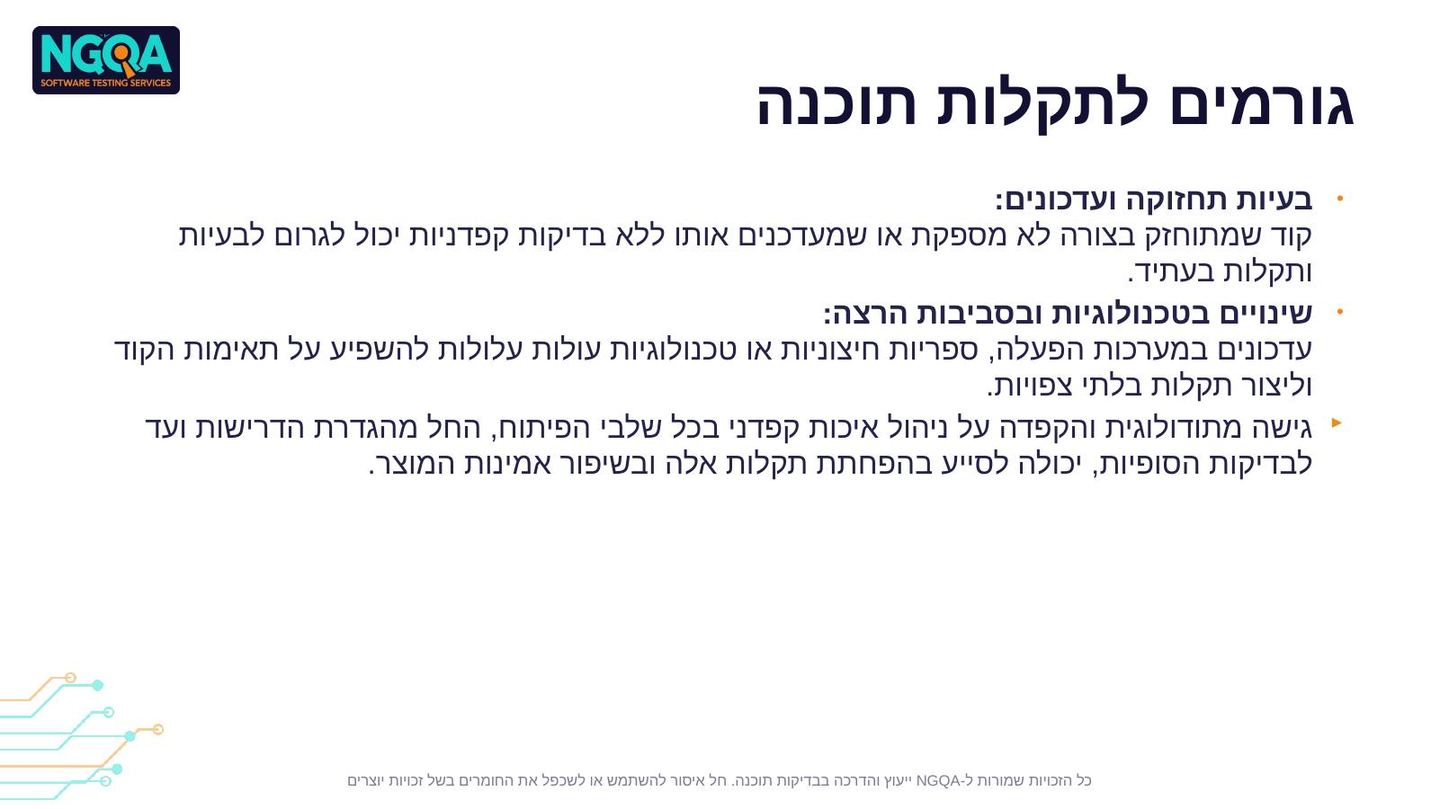 NGQA
SOFTWARE TESTING SERVICES
גורמים לתקלות תוכנה
• בעיות תחזוקה ועדכונים:
קוד שמתוחזק בצורה לא מספקת או שמעדכנים אותו ללא בדיקות קפדניות יכול לגרום לבעיות
ותקלות בעתיד.
• שינויים בטכנולוגיות ובסביבות הרצה:
עדכונים במערכות הפעלה, ספריות חיצוניות או טכנולוגיות עולות עלולות להשפיע על תאימות הקוד
וליצור תקלות בלתי צפויות.
גישה מתודולוגית והקפדה על ניהול איכות קפדני בכל שלבי הפיתוח, החל מהגדרת הדרישות ועד
לבדיקות הסופיות, יכולה לסייע בהפחתת תקלות אלה ובשיפור אמינות המוצר.
כל הזכויות שמורות ל-NGQA ייעוץ והדרכה בבדיקות תוכנה. חל איסור להשתמש או לשכפל את החומרים בשל זכויות יוצרים